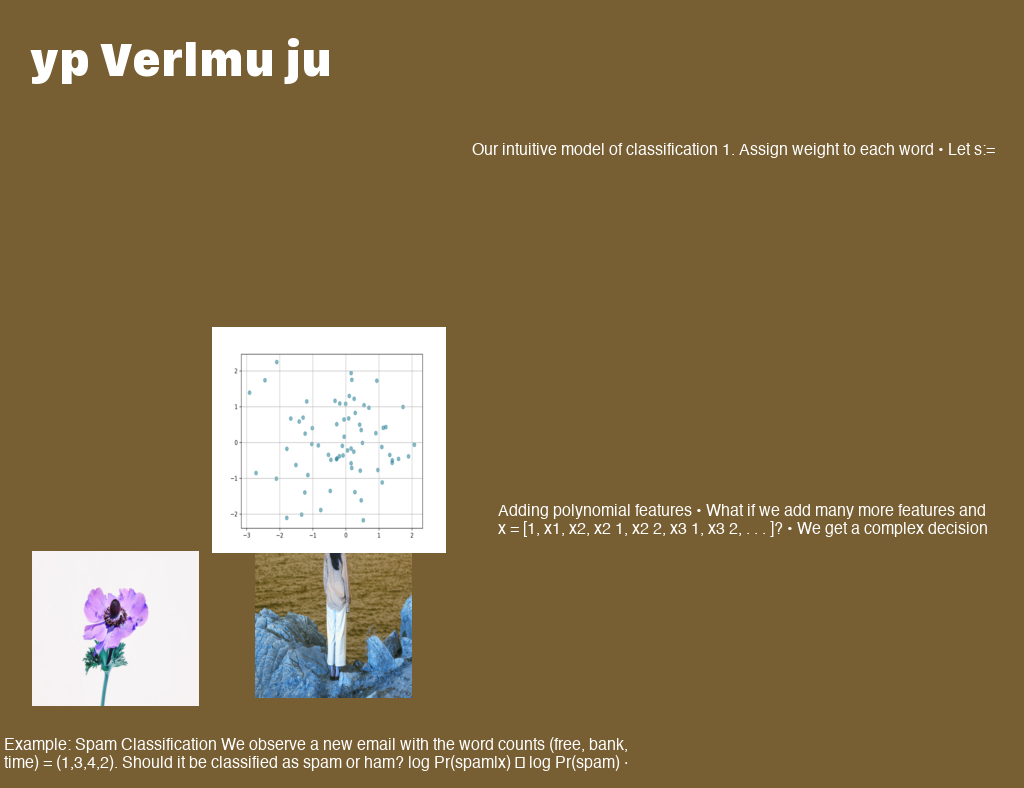 yp Verlmu ju
Our intuitive model of classification 1. Assign weight to each word • Let s:=
2
1
0
−1
−2
−3 −2 −1 0 1 2
Adding polynomial features • What if we add many more features and
x = [1, x1, x2, x2 1, x2 2, x3 1, x3 2, . . . ]? • We get a complex decision
Example: Spam Classification We observe a new email with the word counts (free, bank,
time) = (1,3,4,2). Should it be classified as spam or ham? log Pr(spam|x) □ log Pr(spam) ·